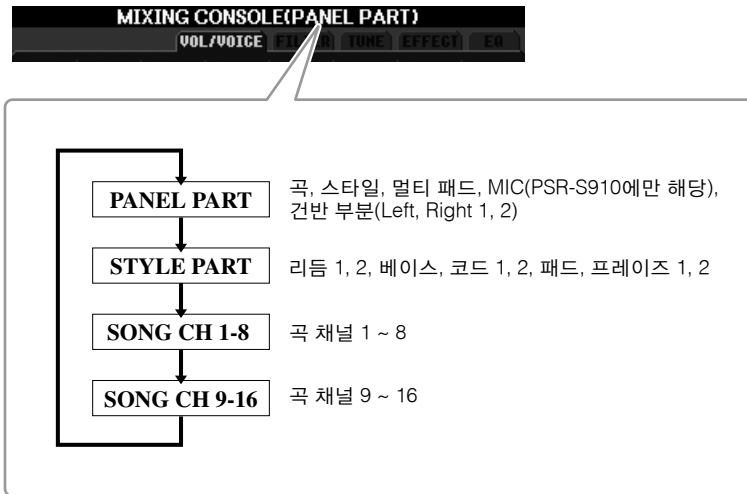 MIXING CONSOLE(PANEL PART)
VOL/VOICE FILTER TUNE EFFECT EQ
PANEL PART
곡, 스타일, 멀티 패드, MIC(PSR-S910에만 해당),
건반 부분(Left, Right 1, 2)
STYLE PART
리듬 1, 2, 베이스, 코드 1, 2, 패드, 프레이즈 1, 2
SONG CH 1-8
곡 채널 1 ~ 8
SONG CH 9-16
곡 채널 9 ~ 16